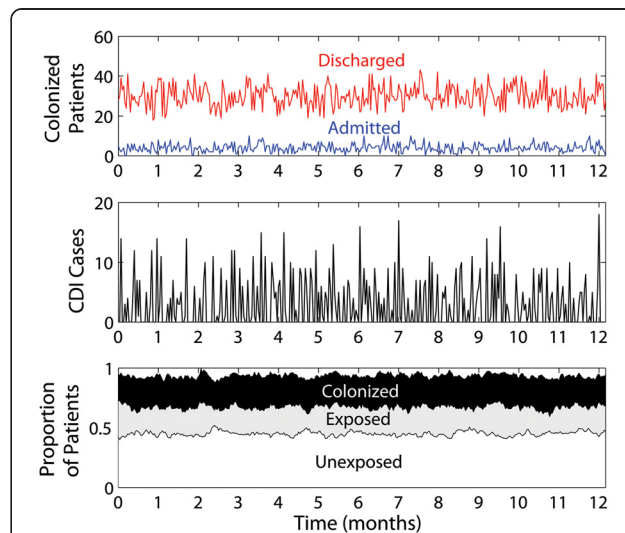 60
40
20
0
Colonized
Patients
Discharged
Admitted
0 1 2 3 4 5 6 7 8 9 10 11 12
20
10
0
CDI Cases
0 1 2 3 4 5 6 7 8 9 10 11 12
1
0.5
0
Proportion
of Patients
Colonized
Exposed
Unexposed
0 1 2 3 4 5 6 7 8 9 10 11 12
Time (months)